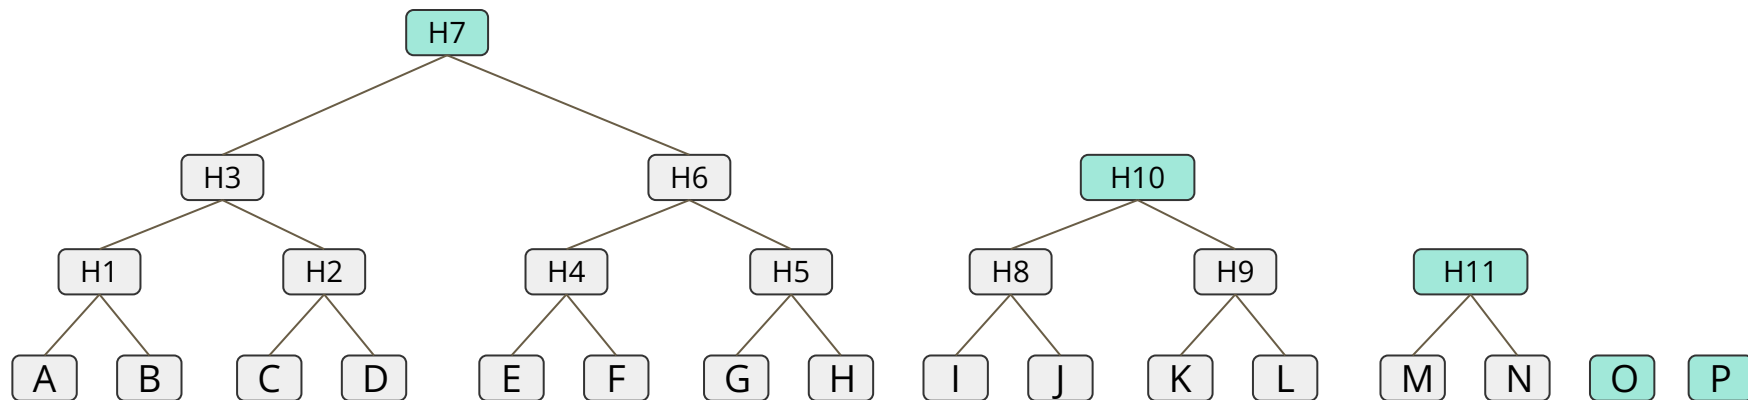 H7
H3 H6 H10
H1 H2 H4 H5 H8 H9 H11
A B C D E F G H I J K L M N O P